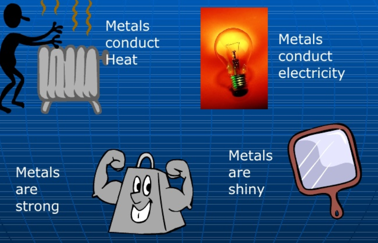 Metals
conduct
Heat
Metals
conduct
electricity
Metals
are
strong
Metals
are
shiny